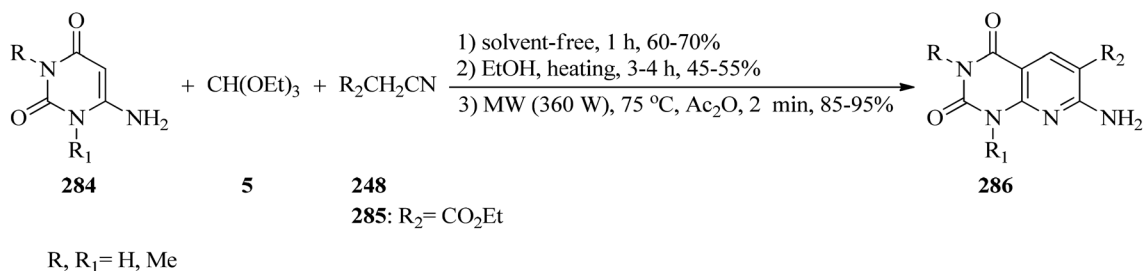 O
R
N
O
N
NH₂
R₁
284
+ CH(OEt)₃ + R₂CH₂CN
5
248
285: R₂= CO₂Et
1) solvent-free, 1 h, 60-70%
2) EtOH, heating, 3-4 h, 45-55%
3) MW (360 W), 75 °C, Ac₂O, 2 min, 85-95%
O
R
N
R₂
O
N
N
NH₂
R₁
286
R, R₁= H, Me